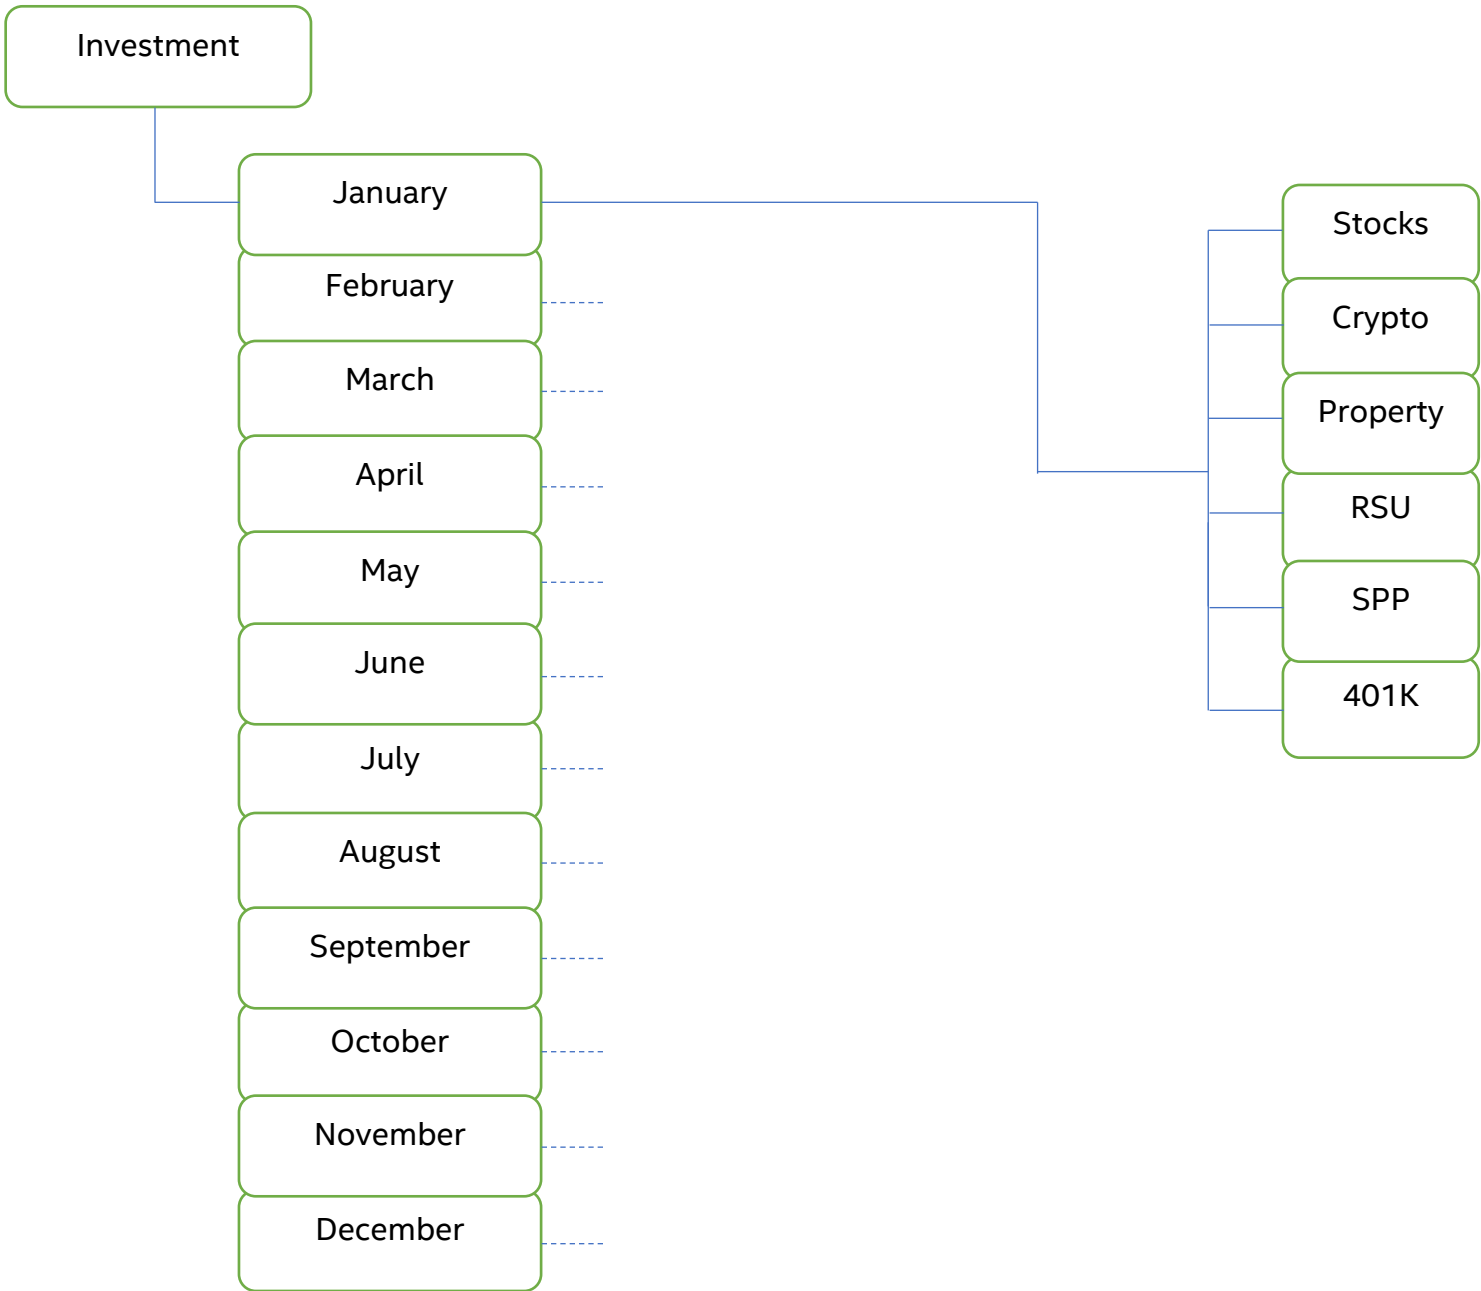 Investment
January
February
March
April
May
June
July
August
September
October
November
December
Stocks
Crypto
Property
RSU
SPP
401K